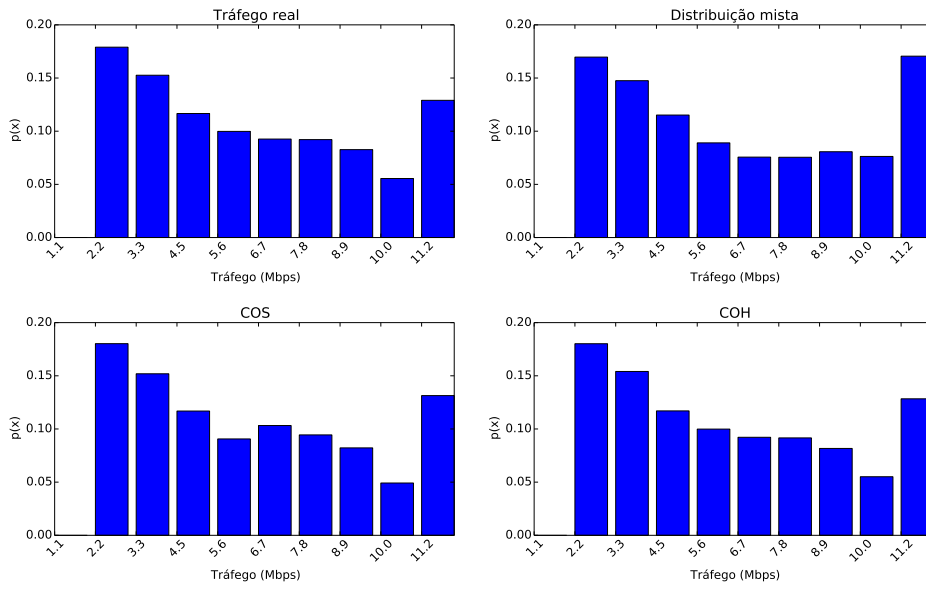 Tráfego real
0.20
0.15
0.10
0.05
0.00
p(x)
1.1 2.2 3.3 4.5 5.6 6.7 7.8 8.9 10.0 11.2
Tráfego (Mbps)
Distribuição mista
0.20
0.15
0.10
0.05
0.00
p(x)
1.1 2.2 3.3 4.5 5.6 6.7 7.8 8.9 10.0 11.2
Tráfego (Mbps)
COS
0.20
0.15
0.10
0.05
0.00
p(x)
1.1 2.2 3.3 4.5 5.6 6.7 7.8 8.9 10.0 11.2
Tráfego (Mbps)
COH
0.20
0.15
0.10
0.05
0.00
p(x)
1.1 2.2 3.3 4.5 5.6 6.7 7.8 8.9 10.0 11.2
Tráfego (Mbps)